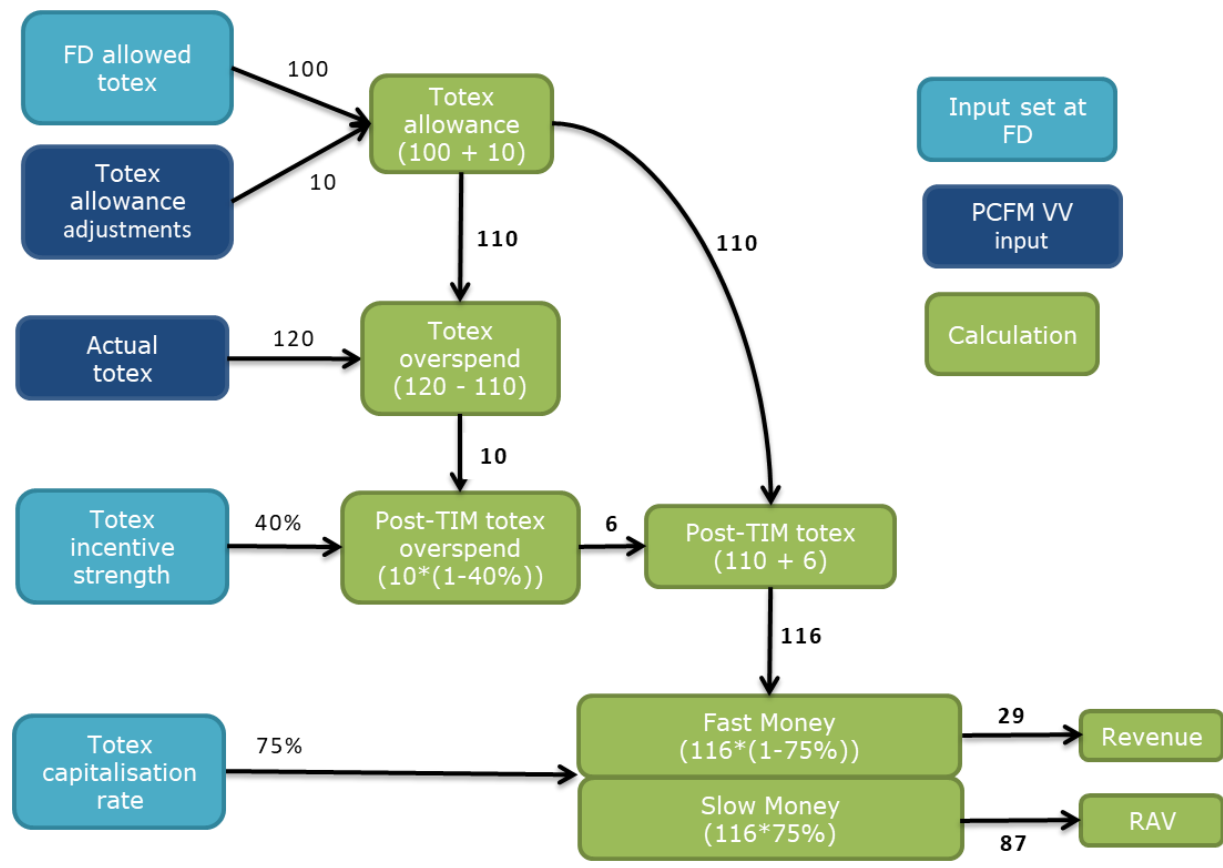 FD allowed
totex
100
Totex
allowance
(100 + 10)
Input set at
FD
Totex
allowance
adjustments
10
PCFM VV
input
110
110
Actual
totex
120
Totex
overspend
(120 - 110)
Calculation
10
Totex
incentive
strength
40%
Post-TIM totex
overspend
(10*(1-40%))
6
Post-TIM totex
(110 + 6)
116
Totex
capitalisation
rate
75%
Fast Money
(116*(1-75%))
29
Revenue
Slow Money
(116*75%)
87
RAV